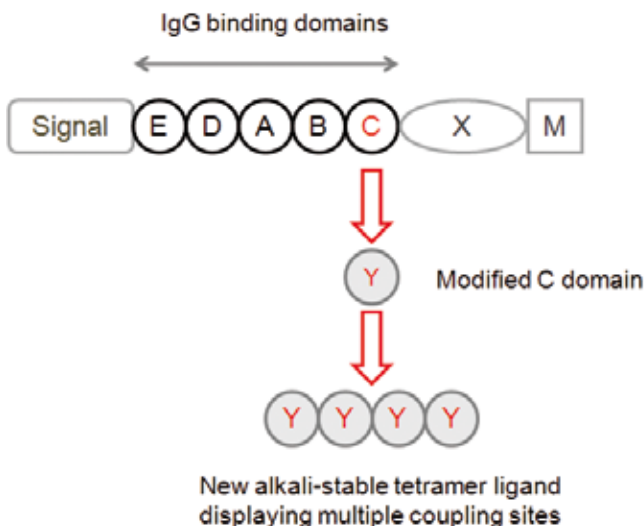 IgG binding domains
Signal E D A B C X M
Y
Modified C domain
Y Y Y Y
New alkali-stable tetramer ligand
displaying multiple coupling sites